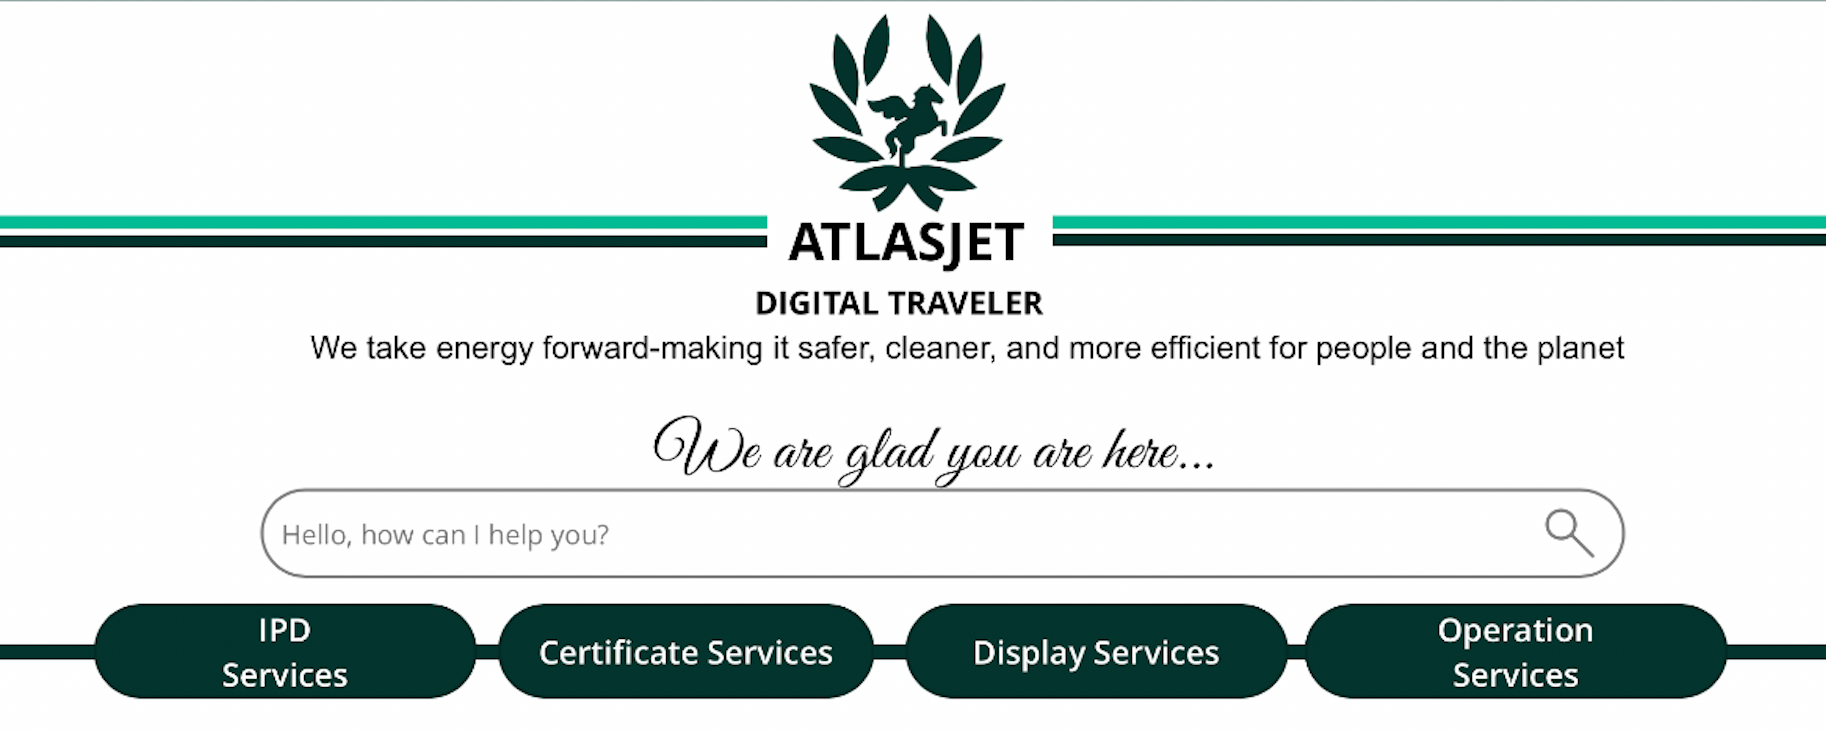 ATLASJET
DIGITAL TRAVELER
We take energy forward-making it safer, cleaner, and more efficient for people and the planet
We are glad you are here...
Hello, how can I help you?
IPD
Services
Certificate Services
Display Services
Operation
Services